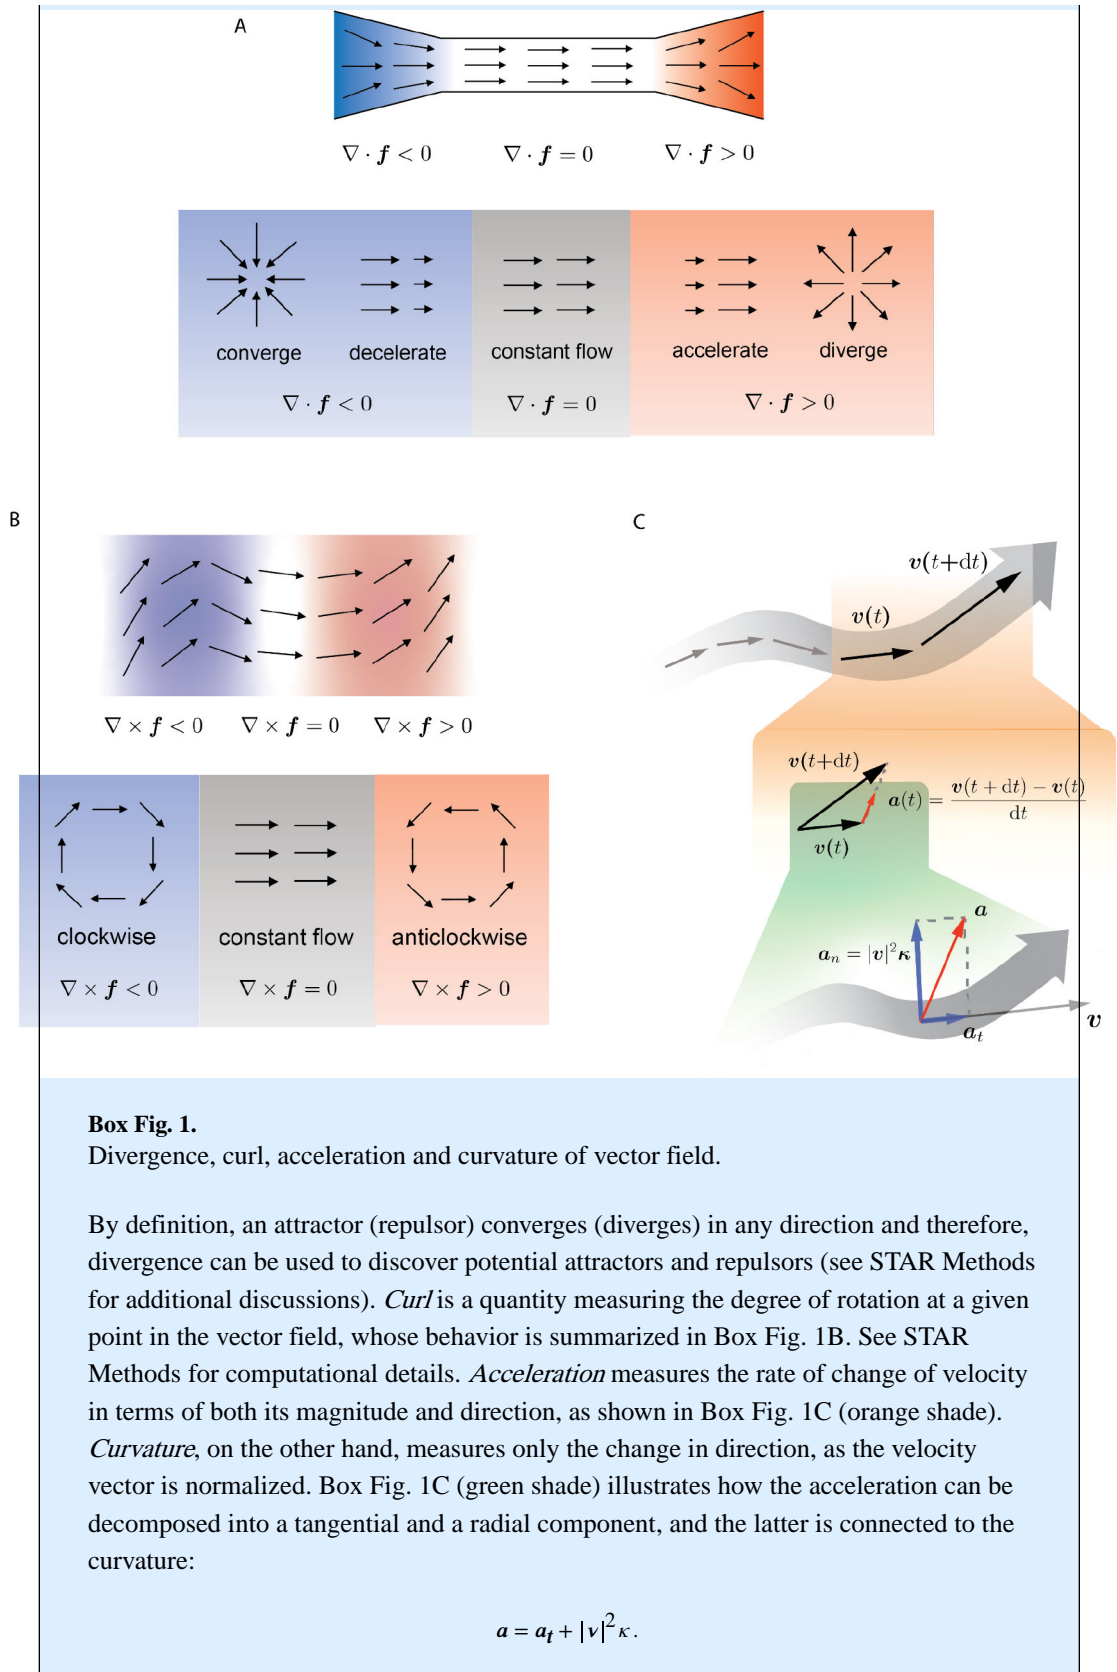 A
∇ · f < 0 ∇ · f = 0 ∇ · f > 0
converge decelerate constant flow accelerate diverge
∇ · f < 0 ∇ · f = 0 ∇ · f > 0
B
∇ × f < 0 ∇ × f = 0 ∇ × f > 0
clockwise constant flow anticlockwise
∇ × f < 0 ∇ × f = 0 ∇ × f > 0
C
v(t+dt)
v(t)
v(t+dt)
a(t) = (v(t + dt) − v(t)) / dt
v(t)
a
aₙ = |v|²κ
aₜ
v
Box Fig. 1.
Divergence, curl, acceleration and curvature of vector field.
By definition, an attractor (repulsor) converges (diverges) in any direction and therefore,
divergence can be used to discover potential attractors and repulsors (see STAR Methods
for additional discussions). Curl is a quantity measuring the degree of rotation at a given
point in the vector field, whose behavior is summarized in Box Fig. 1B. See STAR
Methods for computational details. Acceleration measures the rate of change of velocity
in terms of both its magnitude and direction, as shown in Box Fig. 1C (orange shade).
Curvature, on the other hand, measures only the change in direction, as the velocity
vector is normalized. Box Fig. 1C (green shade) illustrates how the acceleration can be
decomposed into a tangential and a radial component, and the latter is connected to the
curvature:
a = aₜ + |v|²κ.